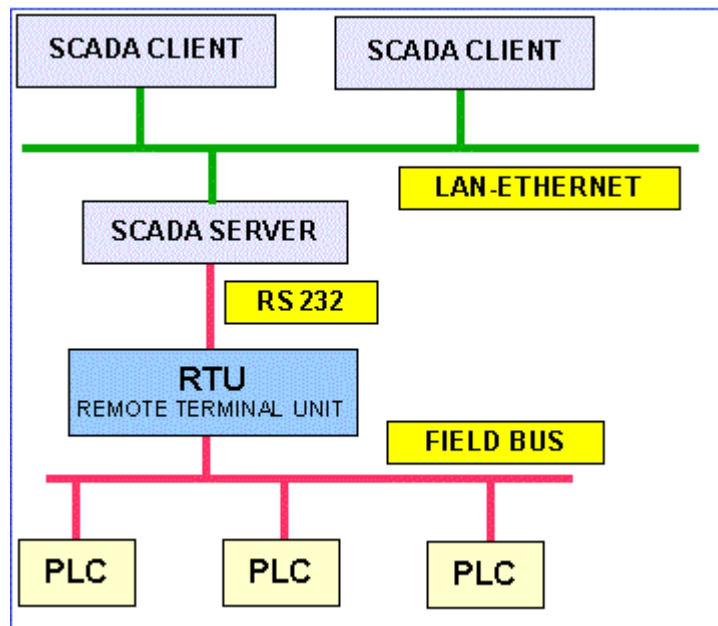 SCADA CLIENT
SCADA CLIENT
LAN-ETHERNET
SCADA SERVER
RS 232
RTU
REMOTE TERMINAL UNIT
FIELD BUS
PLC
PLC
PLC